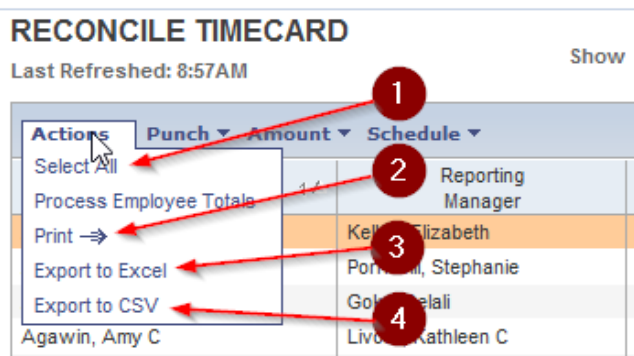 RECONCILE TIMECARD
Last Refreshed: 8:57AM
Show
1
Actions Punch Amount Schedule
Select All
2
Reporting
Manager
Process Employee Totals
Print
Elizabeth
3
Export to Excel
Stephanie
Export to CSV
4
Agawin, Amy C
Kathleen C